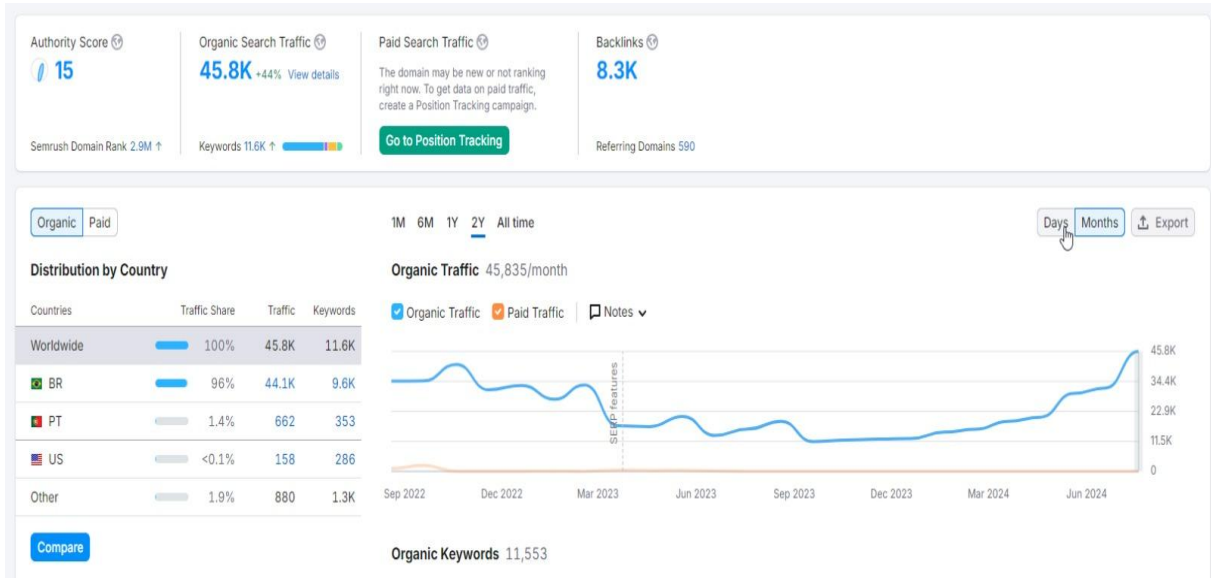 Authority Score
15
Semrush Domain Rank 2.9M ↑
Organic Search Traffic
45.8K +44% View details
Keywords 11.6K ↑
Paid Search Traffic
The domain may be new or not ranking
right now. To get data on paid traffic,
create a Position Tracking campaign.
Go to Position Tracking
Backlinks
8.3K
Referring Domains 590
Organic Paid
Distribution by Country
Countries Traffic Share Traffic Keywords
Worldwide 100% 45.8K 11.6K
BR 96% 44.1K 9.6K
PT 1.4% 662 353
US <0.1% 158 286
Other 1.9% 880 1.3K
Compare
1M 6M 1Y 2Y All time
Days Months Export
Organic Traffic 45,835/month
Organic Traffic Paid Traffic Notes
45.8K
34.4K
22.9K
11.5K
0
SERP features
Sep 2022 Dec 2022 Mar 2023 Jun 2023 Sep 2023 Dec 2023 Mar 2024 Jun 2024
Organic Keywords 11,553